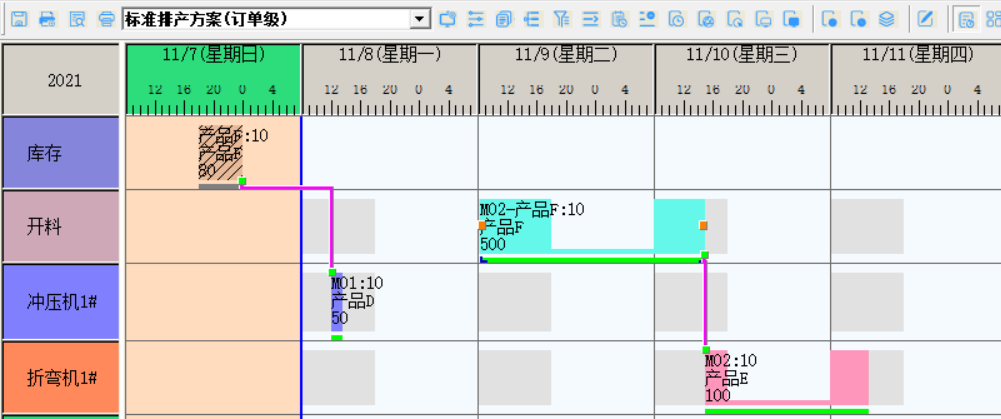 标准排产方案(订单级)
2021
11/7(星期日)
11/8(星期一)
11/9(星期二)
11/10(星期三)
11/11(星期四)
12 16 20 0 4
12 16 20 0 4
12 16 20 0 4
12 16 20 0 4
12 16 20 0 4
库存
产品F:10
产品F
80
开料
M02-产品F:10
产品F
500
冲压机1#
M01:10
产品D
50
折弯机1#
M02:10
产品E
100